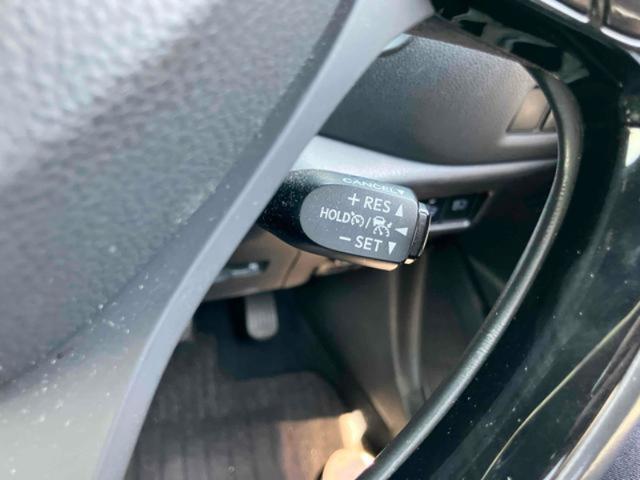 CANCEL▼
+ RES ▲
HOLD / ◄
− SET ▼